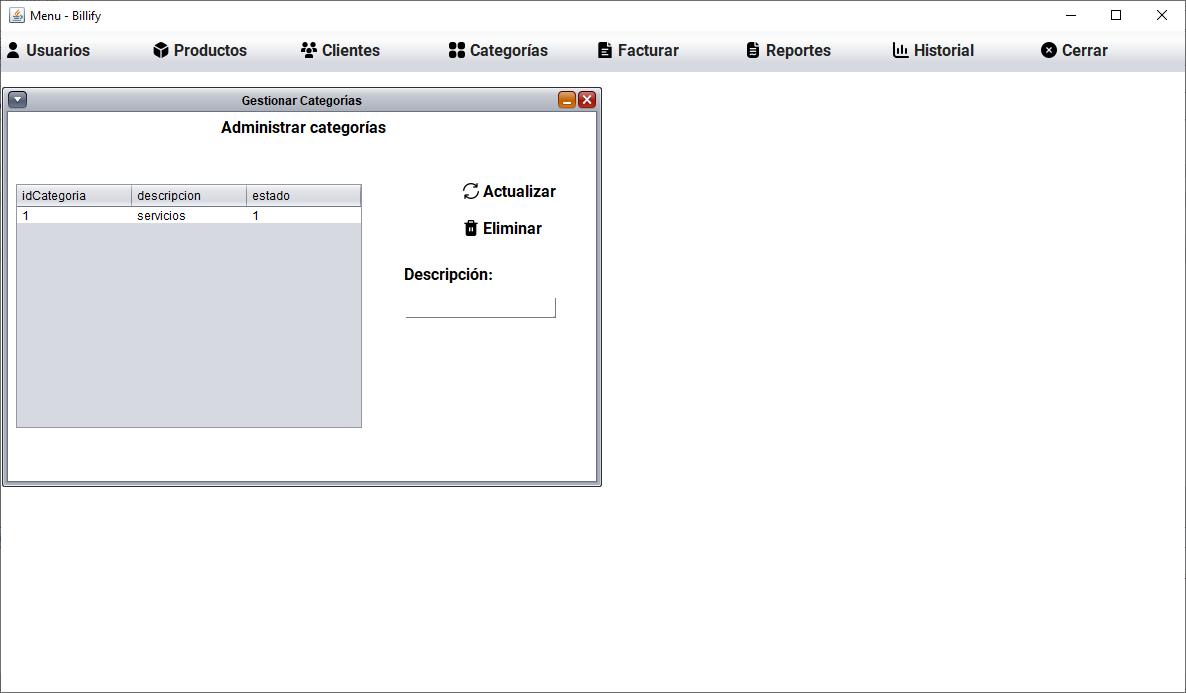 Menu - Billify
Usuarios Productos Clientes Categorías Facturar Reportes Historial Cerrar
Gestionar Categorías
Administrar categorías
idCategoria descripcion estado
1 servicios 1
Actualizar
Eliminar
Descripción: